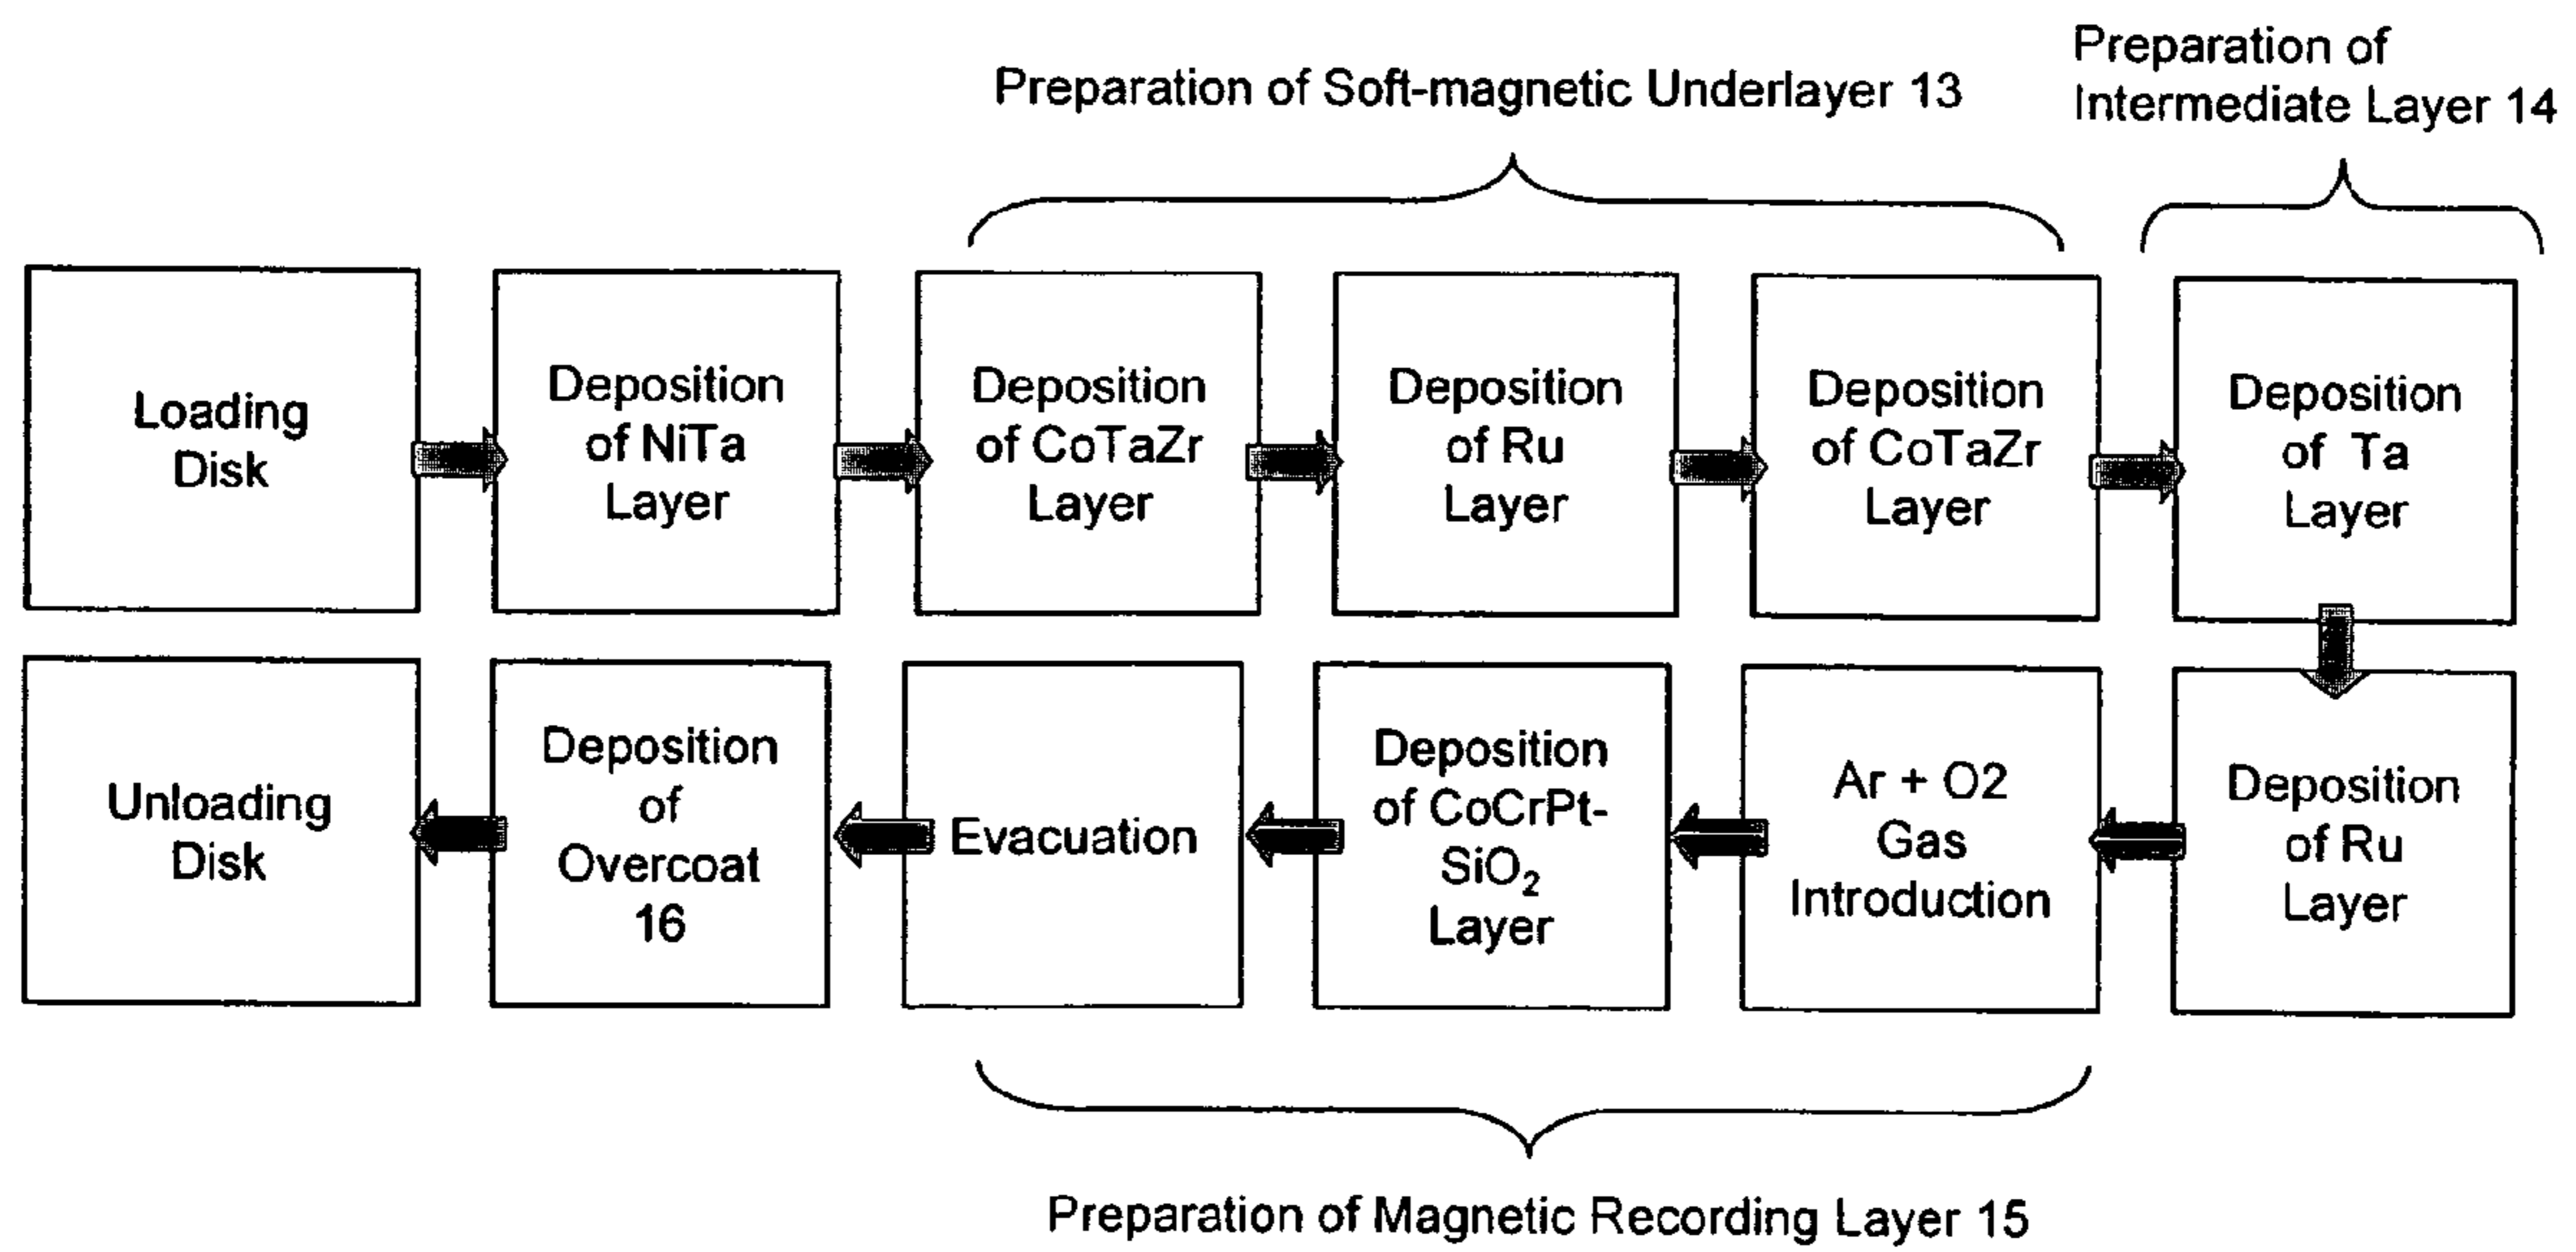 Preparation of Soft-magnetic Underlayer 13
Preparation of
Intermediate Layer 14
Loading
Disk
Deposition
of NiTa
Layer
Deposition
of CoTaZr
Layer
Deposition
of Ru
Layer
Deposition
of CoTaZr
Layer
Deposition
of Ta
Layer
Deposition
of Ru
Layer
Ar + O2
Gas
Introduction
Deposition
of CoCrPt-
SiO₂
Layer
Evacuation
Deposition
of
Overcoat
16
Unloading
Disk
Preparation of Magnetic Recording Layer 15